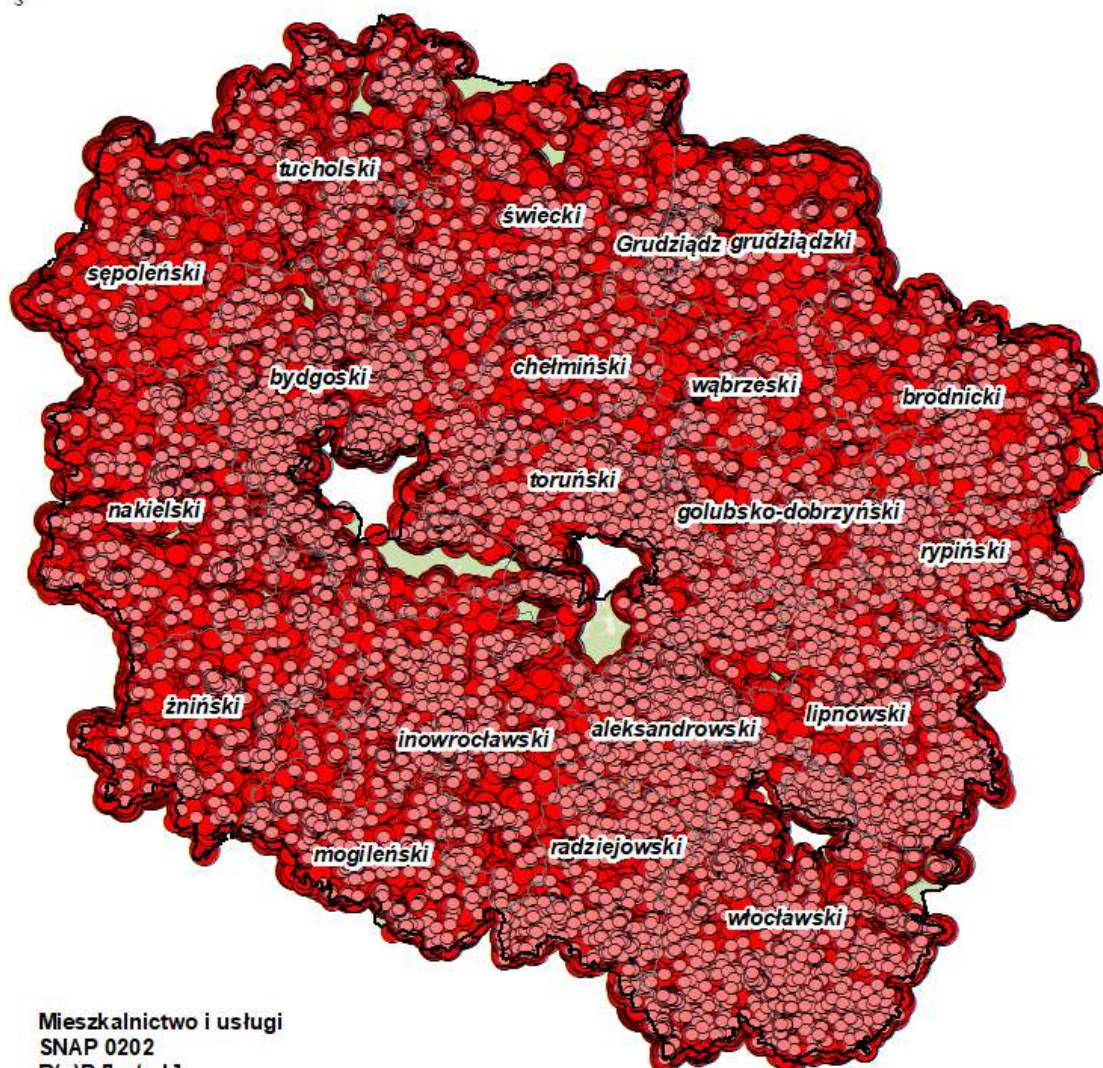 tucholski
świecki
Grudziądz grudziądzki
sępoleński
chełmiński
bydgoski
wąbrzeski
brodnicki
toruński
nakielski
golubsko-dobrzyński
rypiński
żniński
lipnowski
aleksandrowski
inowrocławski
radziejowski
mogileński
włocławski
Mieszkalnictwo i usługi
SNAP 0202